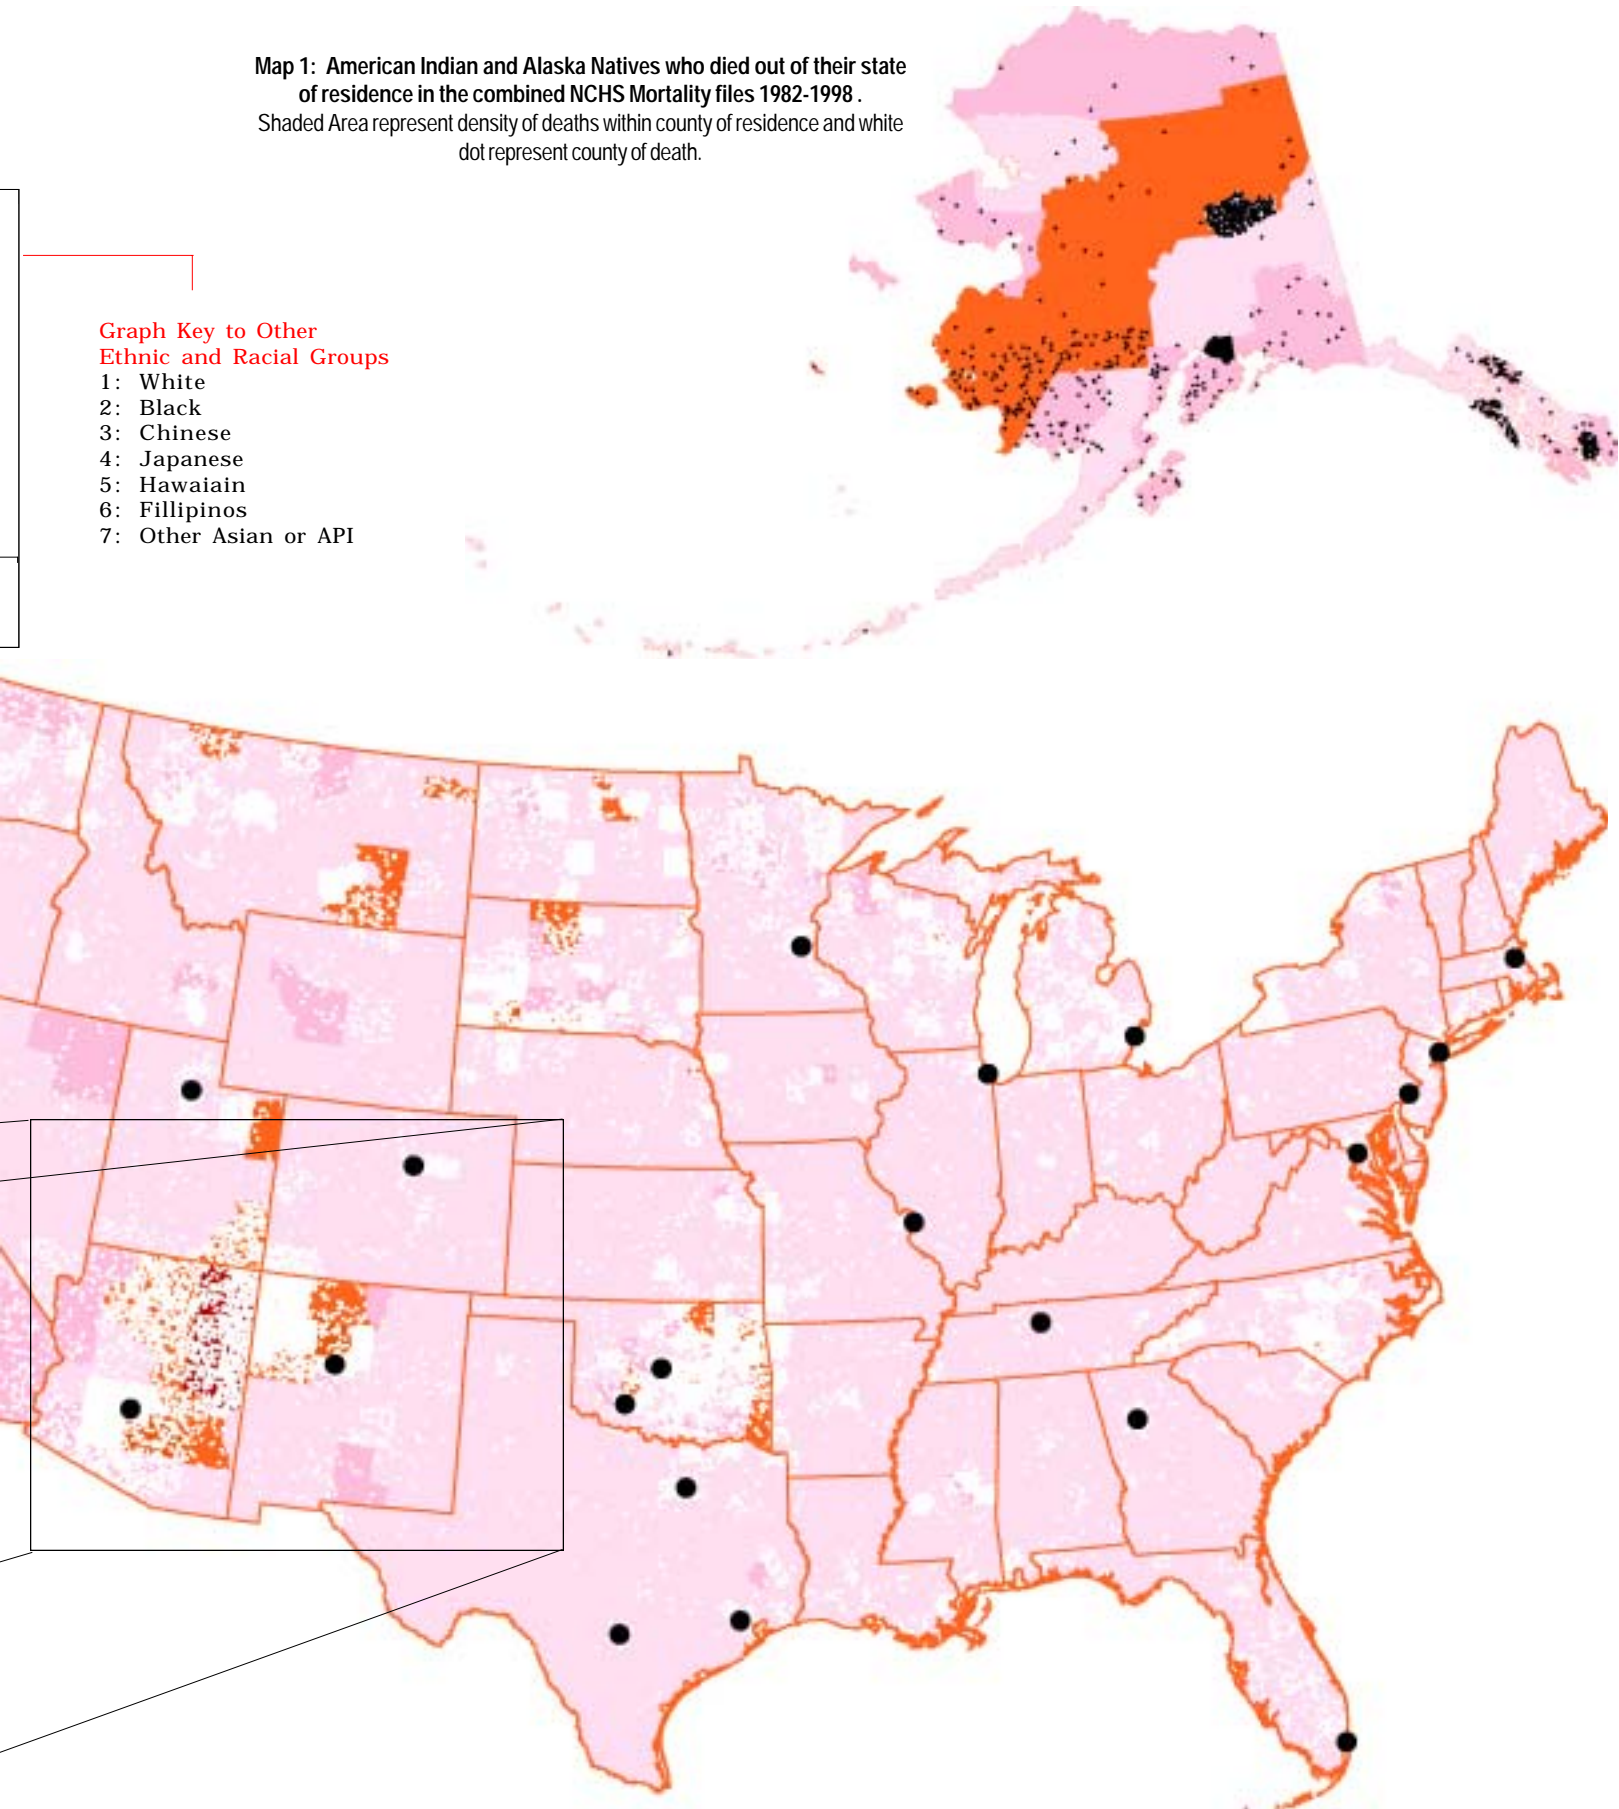 Map 1: American Indian and Alaska Natives who died out of their state
of residence in the combined NCHS Mortality files 1982-1998 .
Shaded Area represent density of deaths within county of residence and white
dot represent county of death.
Graph Key to Other
Ethnic and Racial Groups
1: White
2: Black
3: Chinese
4: Japanese
5: Hawaiain
6: Fillipinos
7: Other Asian or API